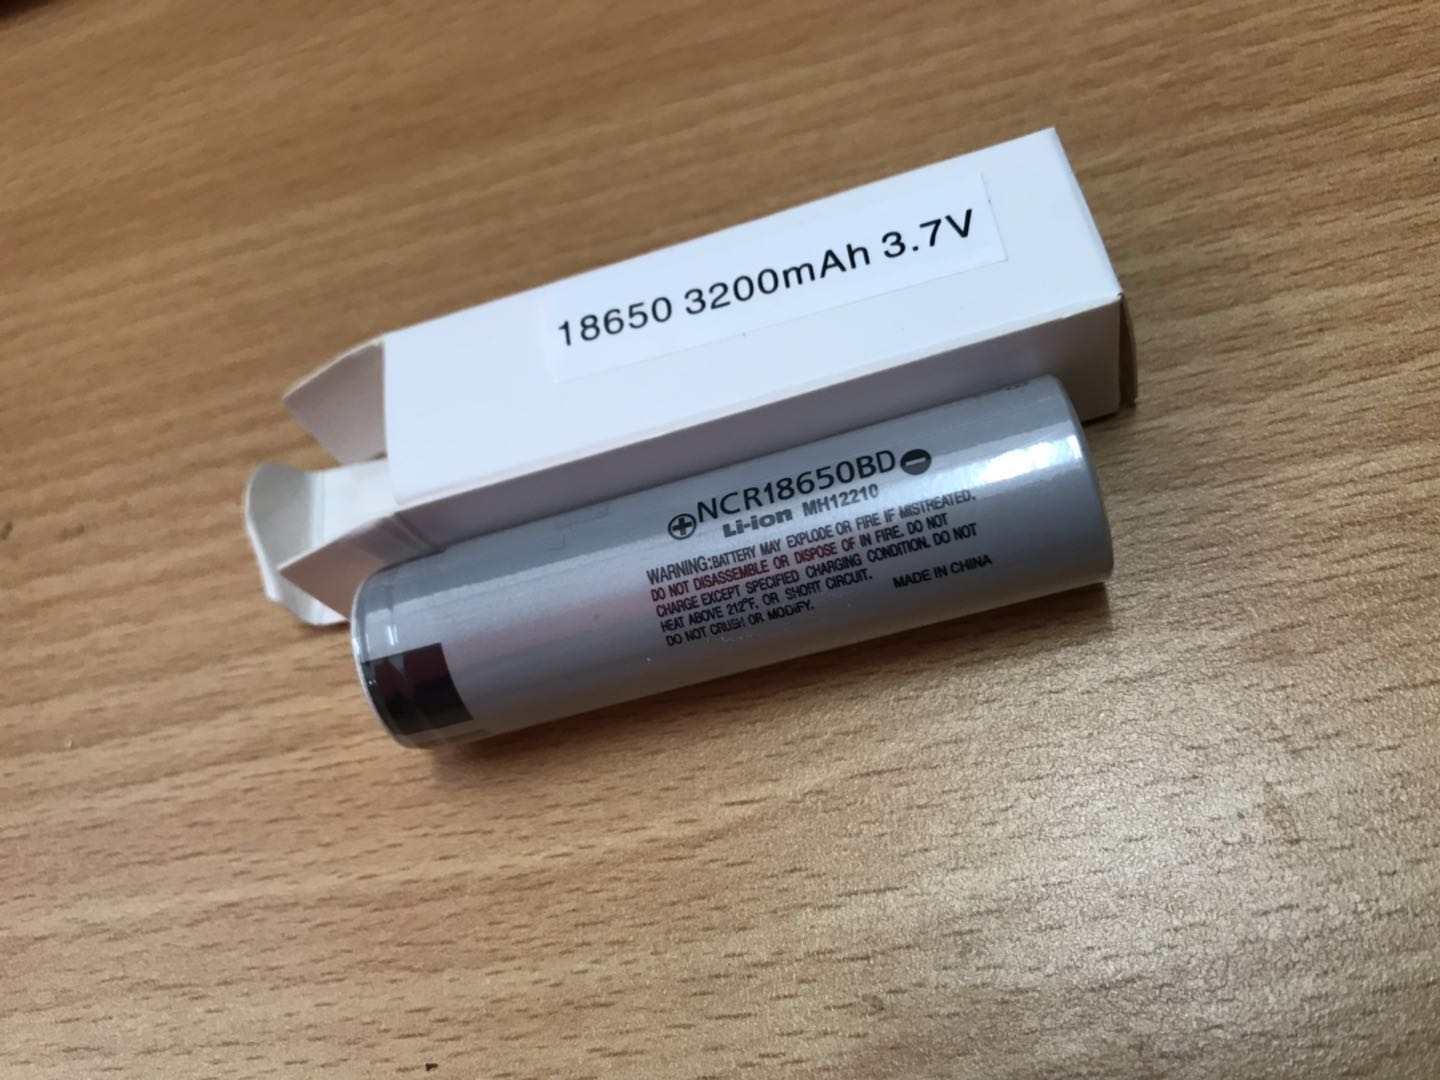 18650 3200mAh 3.7V
⊕NCR18650BD⊖
Li-ion MH12210
WARNING:BATTERY MAY EXPLODE OR FIRE IF MISTREATED.
DO NOT DISASSEMBLE OR DISPOSE OF IN FIRE. DO NOT
CHARGE EXCEPT SPECIFIED CHARGING CONDITION. DO NOT
HEAT ABOVE 212°F, OR SHORT CIRCUIT.
DO NOT CRUSH OR MODIFY.
MADE IN CHINA